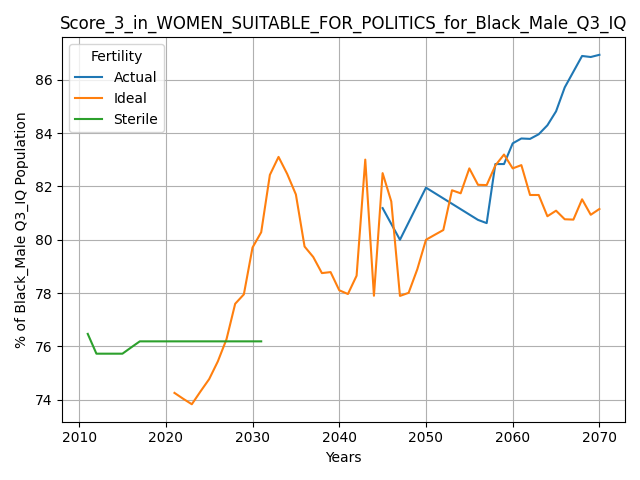 Score_3_in_WOMEN_SUITABLE_FOR_POLITICS_for_Black_Male_Q3_IQ
Fertility
Actual
Ideal
Sterile
% of Black_Male Q3_IQ Population
86
84
82
80
78
76
74
2010 2020 2030 2040 2050 2060 2070
Years